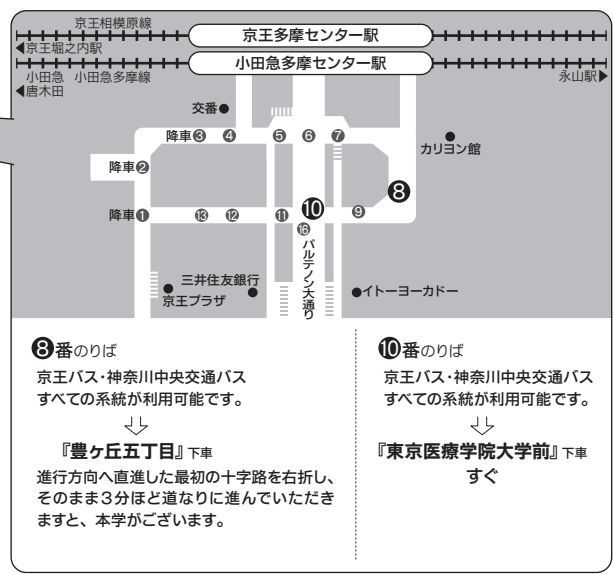 京王相模原線
京王多摩センター駅
◀京王堀之内駅
小田急多摩センター駅
小田急 小田急多摩線
◀唐木田
永山駅▶
交番●
降車③ ④ ⑤ ⑥ ⑦
カリヨン館
降車②
❽
降車① ⑬ ⑫ ⑪ ❿ ⑨
⑯
パルテノン大通り
三井住友銀行
京王プラザ
●イトーヨーカドー
❽番のりば
京王バス・神奈川中央交通バス
すべての系統が利用可能です。
『豊ヶ丘五丁目』下車
進行方向へ直進した最初の十字路を右折し、
そのまま3分ほど道なりに進んでいただき
ますと、本学がございます。
❿番のりば
京王バス・神奈川中央交通バス
すべての系統が利用可能です。
『東京医療学院大学前』下車
すぐ